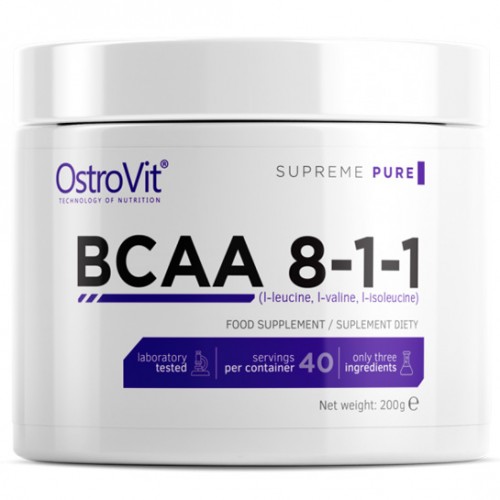 OstroVit®
TECHNOLOGY OF NUTRITION
SUPREME PURE
BCAA 8-1-1
(l-leucine, l-valine, l-isoleucine)
FOOD SUPPLEMENT / SUPLEMENT DIETY
laboratory tested
servings per container 40
only three ingredients
Net weight: 200g ℮